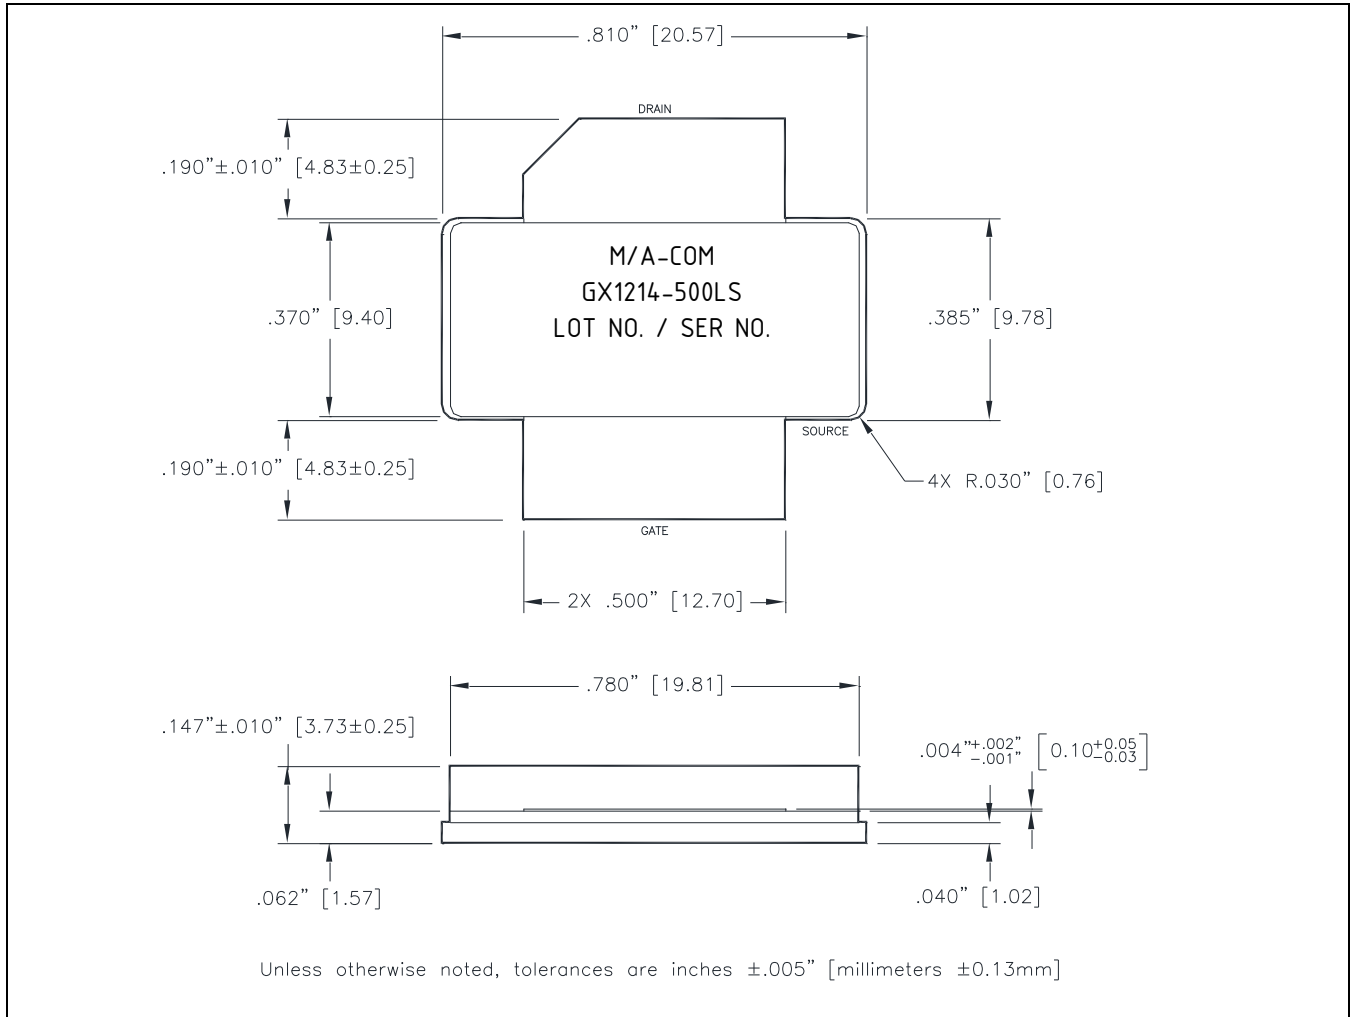 .810” [20.57]
DRAIN
.190”±.010” [4.83±0.25]
M/A-COM
GX1214-500LS
LOT NO. / SER NO.
.370” [9.40]
.385” [9.78]
SOURCE
.190”±.010” [4.83±0.25]
4X R.030” [0.76]
GATE
2X .500” [12.70]
.780” [19.81]
.147”±.010” [3.73±0.25]
.004”+.002” -.001” [0.10+0.05 -0.03]
.062” [1.57]
.040” [1.02]
Unless otherwise noted, tolerances are inches ±.005” [millimeters ±0.13mm]